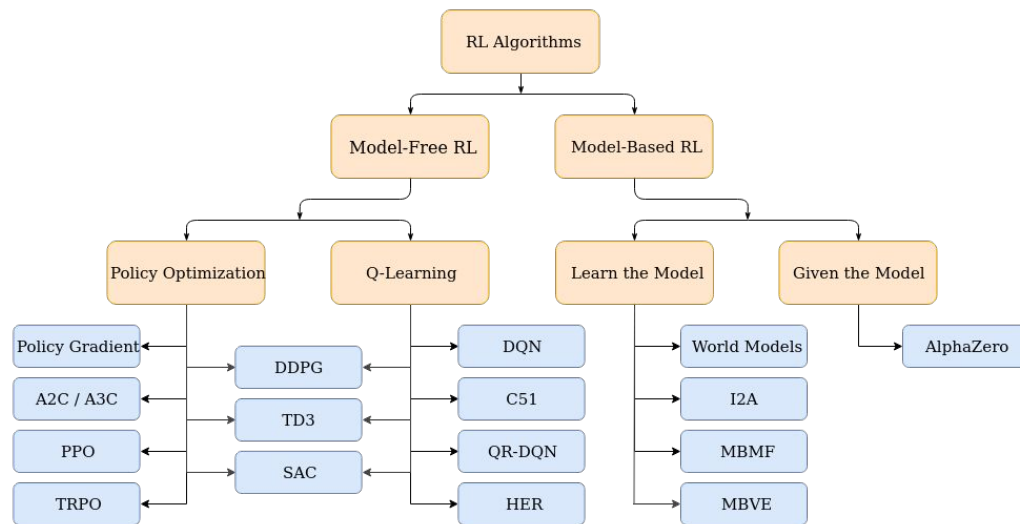 RL Algorithms
Model-Free RL
Model-Based RL
Policy Optimization
Q-Learning
Learn the Model
Given the Model
Policy Gradient
DDPG
DQN
World Models
AlphaZero
A2C / A3C
TD3
C51
I2A
PPO
SAC
QR-DQN
MBMF
TRPO
HER
MBVE